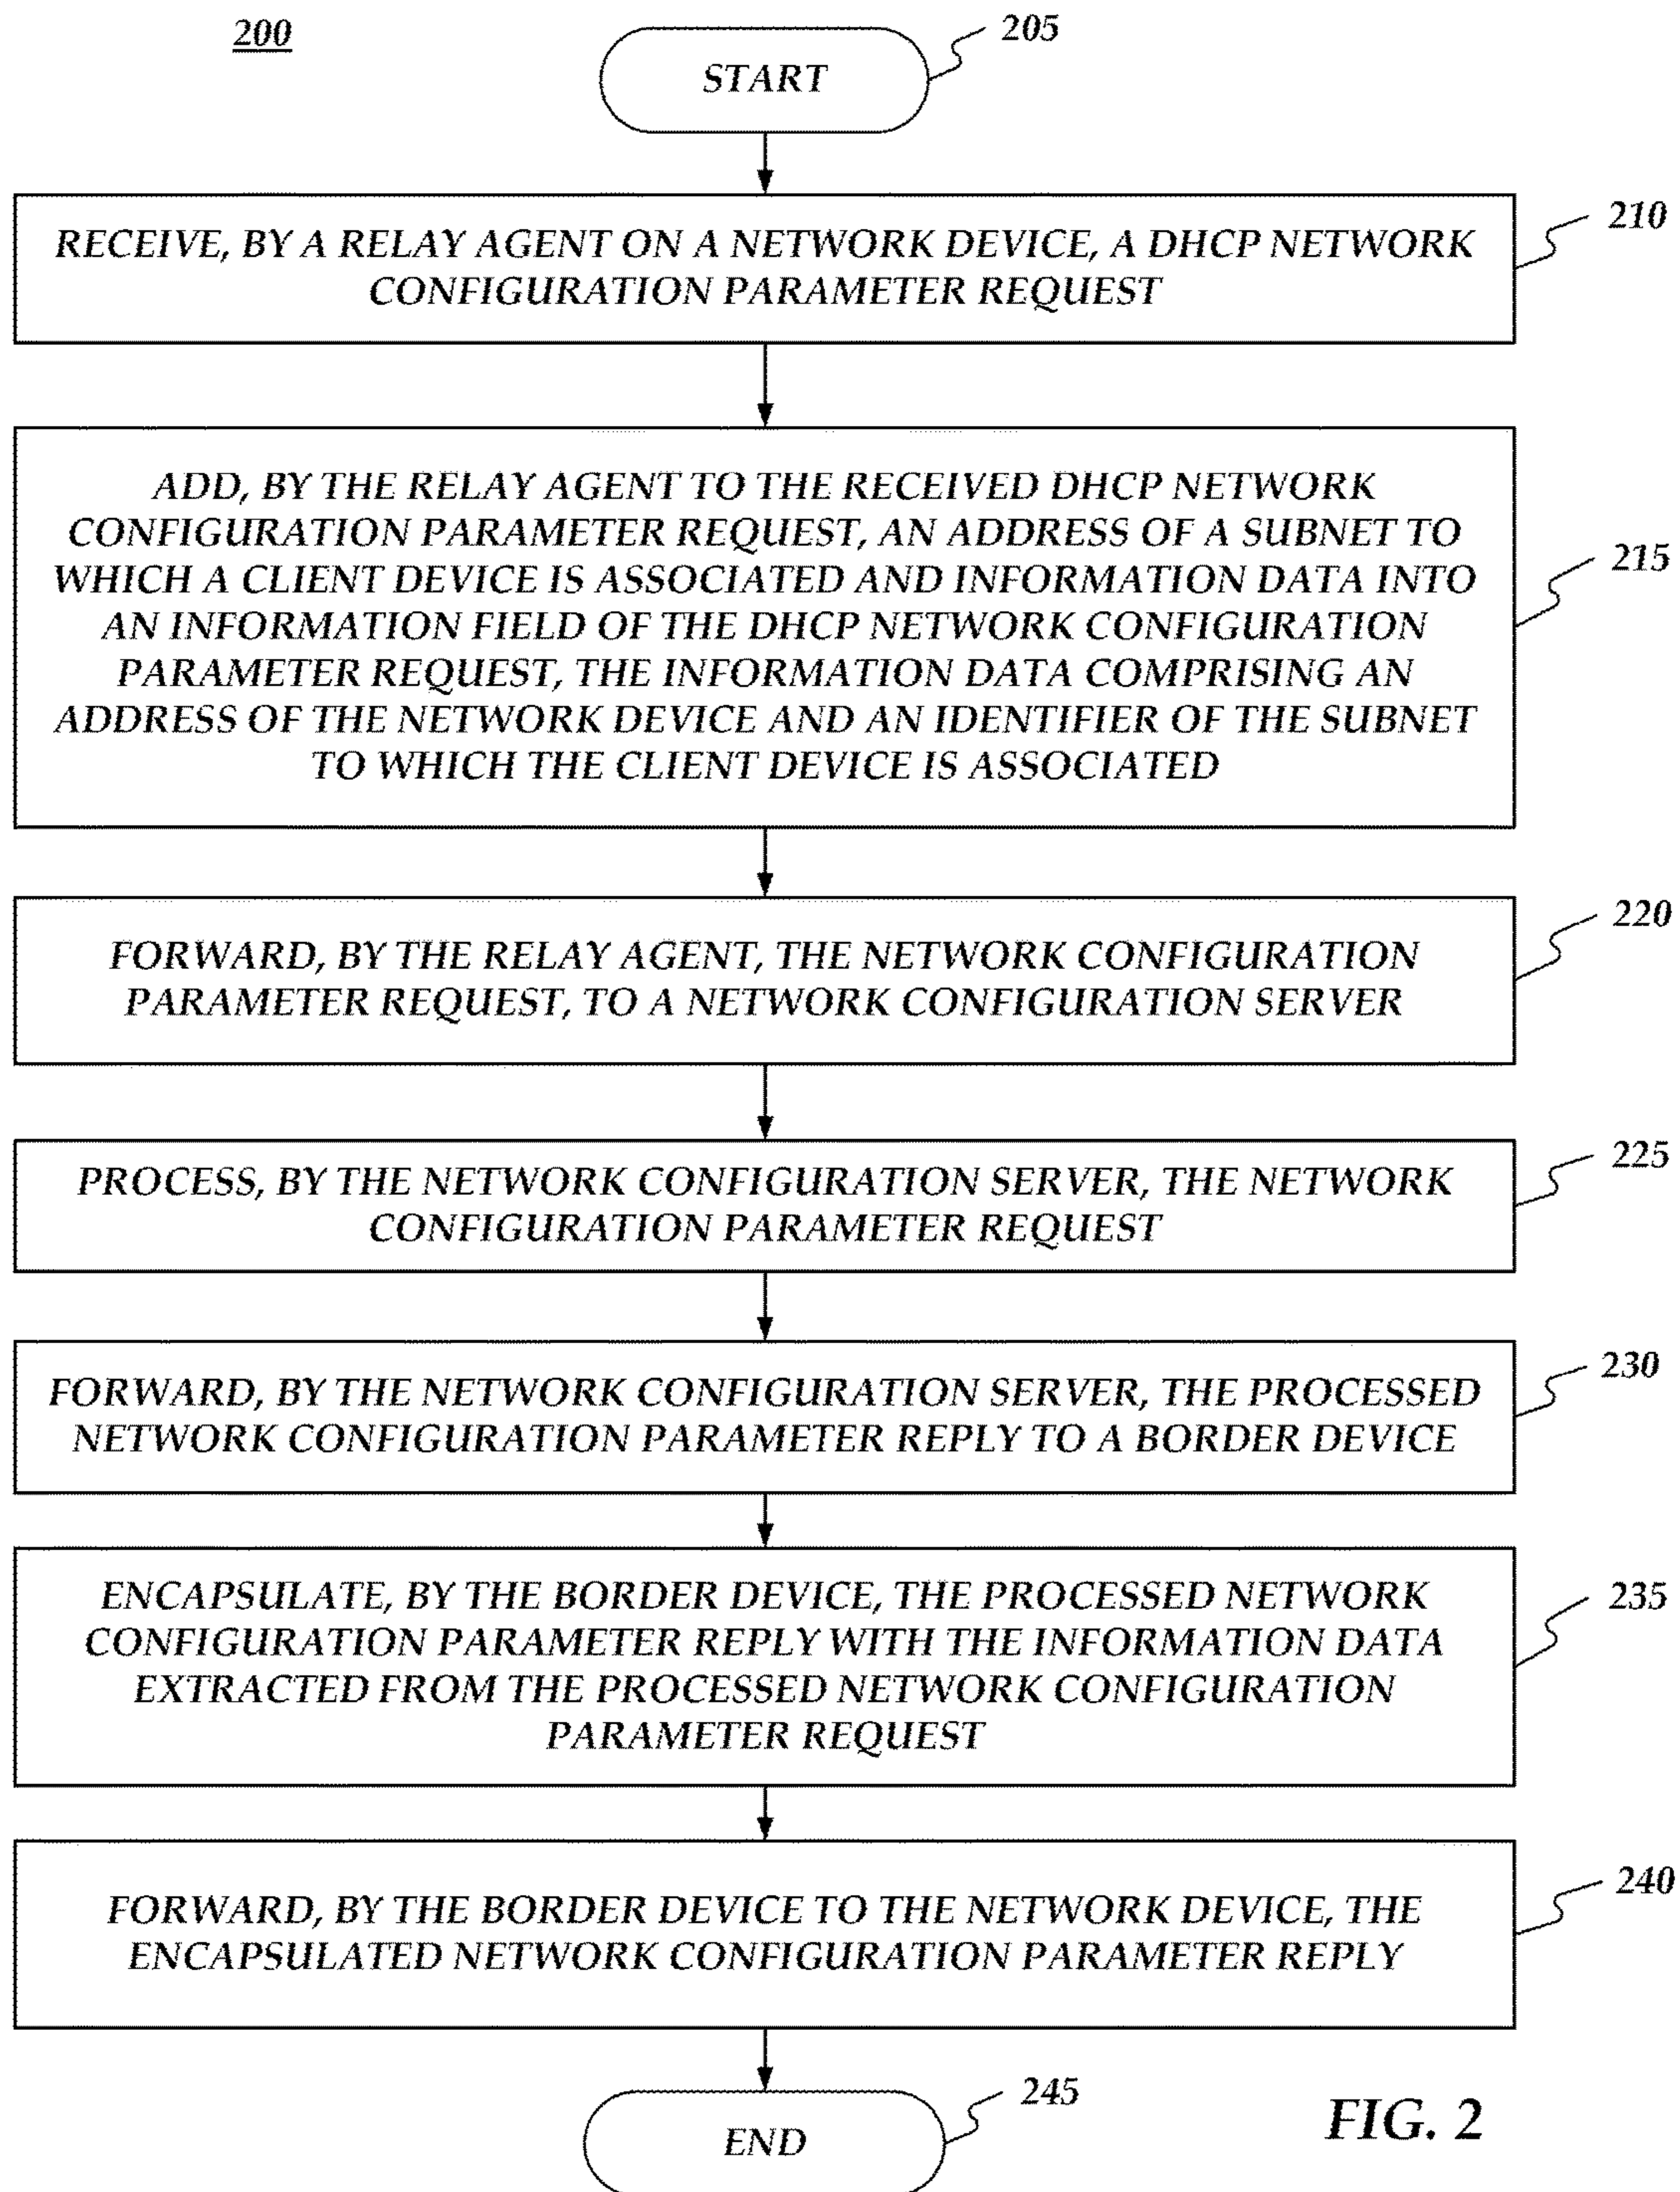 200
START
205
RECEIVE, BY A RELAY AGENT ON A NETWORK DEVICE, A DHCP NETWORK
CONFIGURATION PARAMETER REQUEST
210
ADD, BY THE RELAY AGENT TO THE RECEIVED DHCP NETWORK
CONFIGURATION PARAMETER REQUEST, AN ADDRESS OF A SUBNET TO
WHICH A CLIENT DEVICE IS ASSOCIATED AND INFORMATION DATA INTO
AN INFORMATION FIELD OF THE DHCP NETWORK CONFIGURATION
PARAMETER REQUEST, THE INFORMATION DATA COMPRISING AN
ADDRESS OF THE NETWORK DEVICE AND AN IDENTIFIER OF THE SUBNET
TO WHICH THE CLIENT DEVICE IS ASSOCIATED
215
FORWARD, BY THE RELAY AGENT, THE NETWORK CONFIGURATION
PARAMETER REQUEST, TO A NETWORK CONFIGURATION SERVER
220
PROCESS, BY THE NETWORK CONFIGURATION SERVER, THE NETWORK
CONFIGURATION PARAMETER REQUEST
225
FORWARD, BY THE NETWORK CONFIGURATION SERVER, THE PROCESSED
NETWORK CONFIGURATION PARAMETER REPLY TO A BORDER DEVICE
230
ENCAPSULATE, BY THE BORDER DEVICE, THE PROCESSED NETWORK
CONFIGURATION PARAMETER REPLY WITH THE INFORMATION DATA
EXTRACTED FROM THE PROCESSED NETWORK CONFIGURATION
PARAMETER REQUEST
235
FORWARD, BY THE BORDER DEVICE TO THE NETWORK DEVICE, THE
ENCAPSULATED NETWORK CONFIGURATION PARAMETER REPLY
240
END
245
FIG. 2